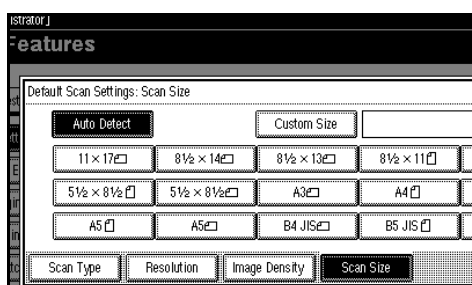 istrator」
Features
Default Scan Settings: Scan Size
Auto Detect Custom Size
11×17 8½×14 8½×13 8½×11
5½×8½ 5½×8½ A3 A4
A5 A5 B4 JIS B5 JIS
Scan Type Resolution Image Density Scan Size